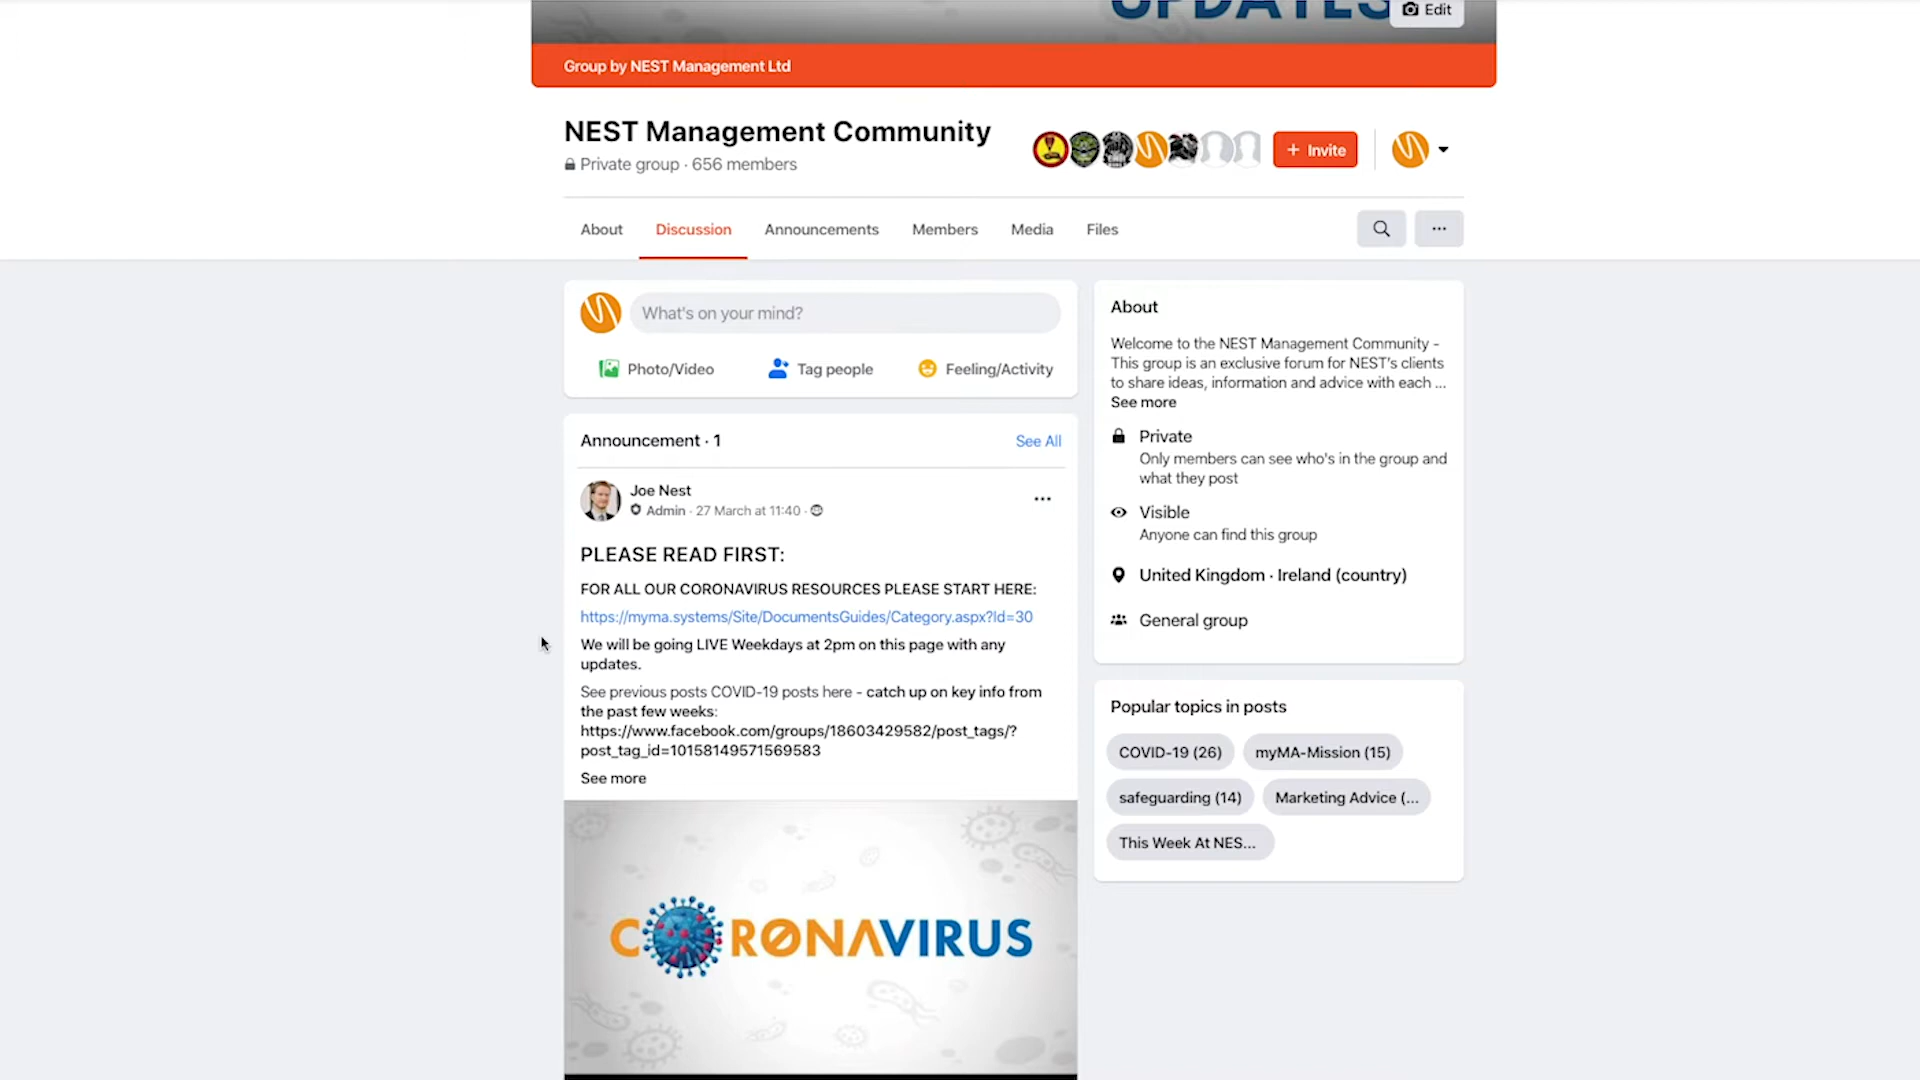 UPDATES
Edit
Group by NEST Management Ltd
NEST Management Community
Private group · 656 members
+ Invite
About
Discussion
Announcements
Members
Media
Files
What's on your mind?
Photo/Video
Tag people
Feeling/Activity
Announcement · 1
See All
Joe Nest
Admin · 27 March at 11:40 ·
PLEASE READ FIRST:
FOR ALL OUR CORONAVIRUS RESOURCES PLEASE START HERE:
https://myma.systems/Site/DocumentsGuides/Category.aspx?Id=30
We will be going LIVE Weekdays at 2pm on this page with any
updates.
See previous posts COVID-19 posts here - catch up on key info from
the past few weeks:
https://www.facebook.com/groups/18603429582/post_tags/?
post_tag_id=10158149571569583
See more
CORONAVIRUS
About
Welcome to the NEST Management Community -
This group is an exclusive forum for NEST's clients
to share ideas, information and advice with each ...
See more
Private
Only members can see who's in the group and
what they post
Visible
Anyone can find this group
United Kingdom · Ireland (country)
General group
Popular topics in posts
COVID-19 (26)
myMA-Mission (15)
safeguarding (14)
Marketing Advice (...
This Week At NES...